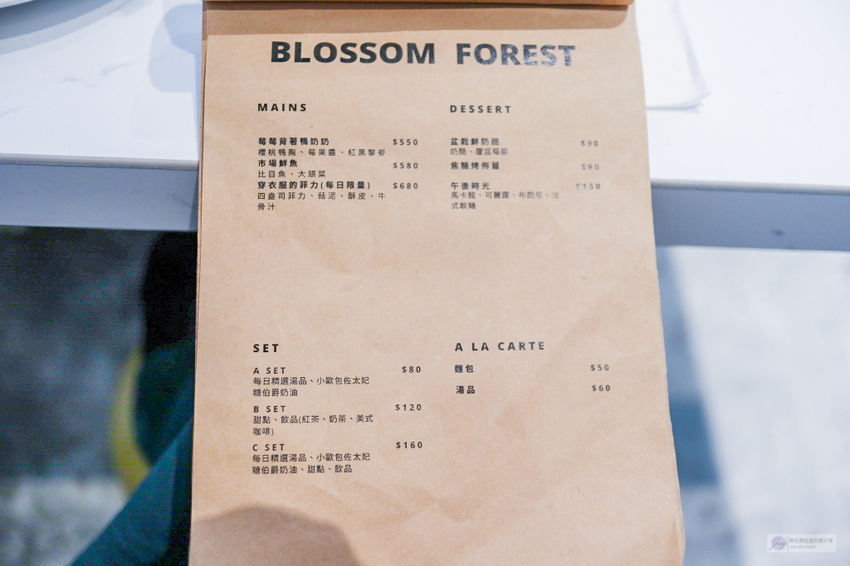 BLOSSOM FOREST
MAINS
莓莓背著鴨奶奶 $550
櫻桃鴨胸、莓果醬、紅黑藜麥
市場鮮魚 $580
比目魚、大頭菜
穿衣服的菲力(每日限量) $680
四盎司菲力、菇泥、酥皮、牛
骨汁
DESSERT
盆栽鮮奶酪 $90
奶酪、覆盆莓
焦糖烤佈蕾 $90
午後時光 $150
馬卡龍、可麗露、布朗尼、法
式軟糖
SET
A SET $80
每日精選湯品、小歐包佐太妃
糖伯爵奶油
B SET $120
甜點、飲品(紅茶、奶茶、美式
咖啡)
C SET $160
每日精選湯品、小歐包佐太妃
糖伯爵奶油、甜點、飲品
A LA CARTE
麵包 $50
湯品 $60